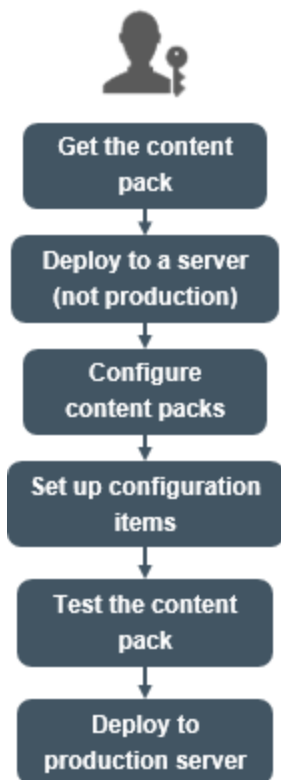 Get the content
pack
Deploy to a server
(not production)
Configure
content packs
Set up configuration
items
Test the content
pack
Deploy to
production server